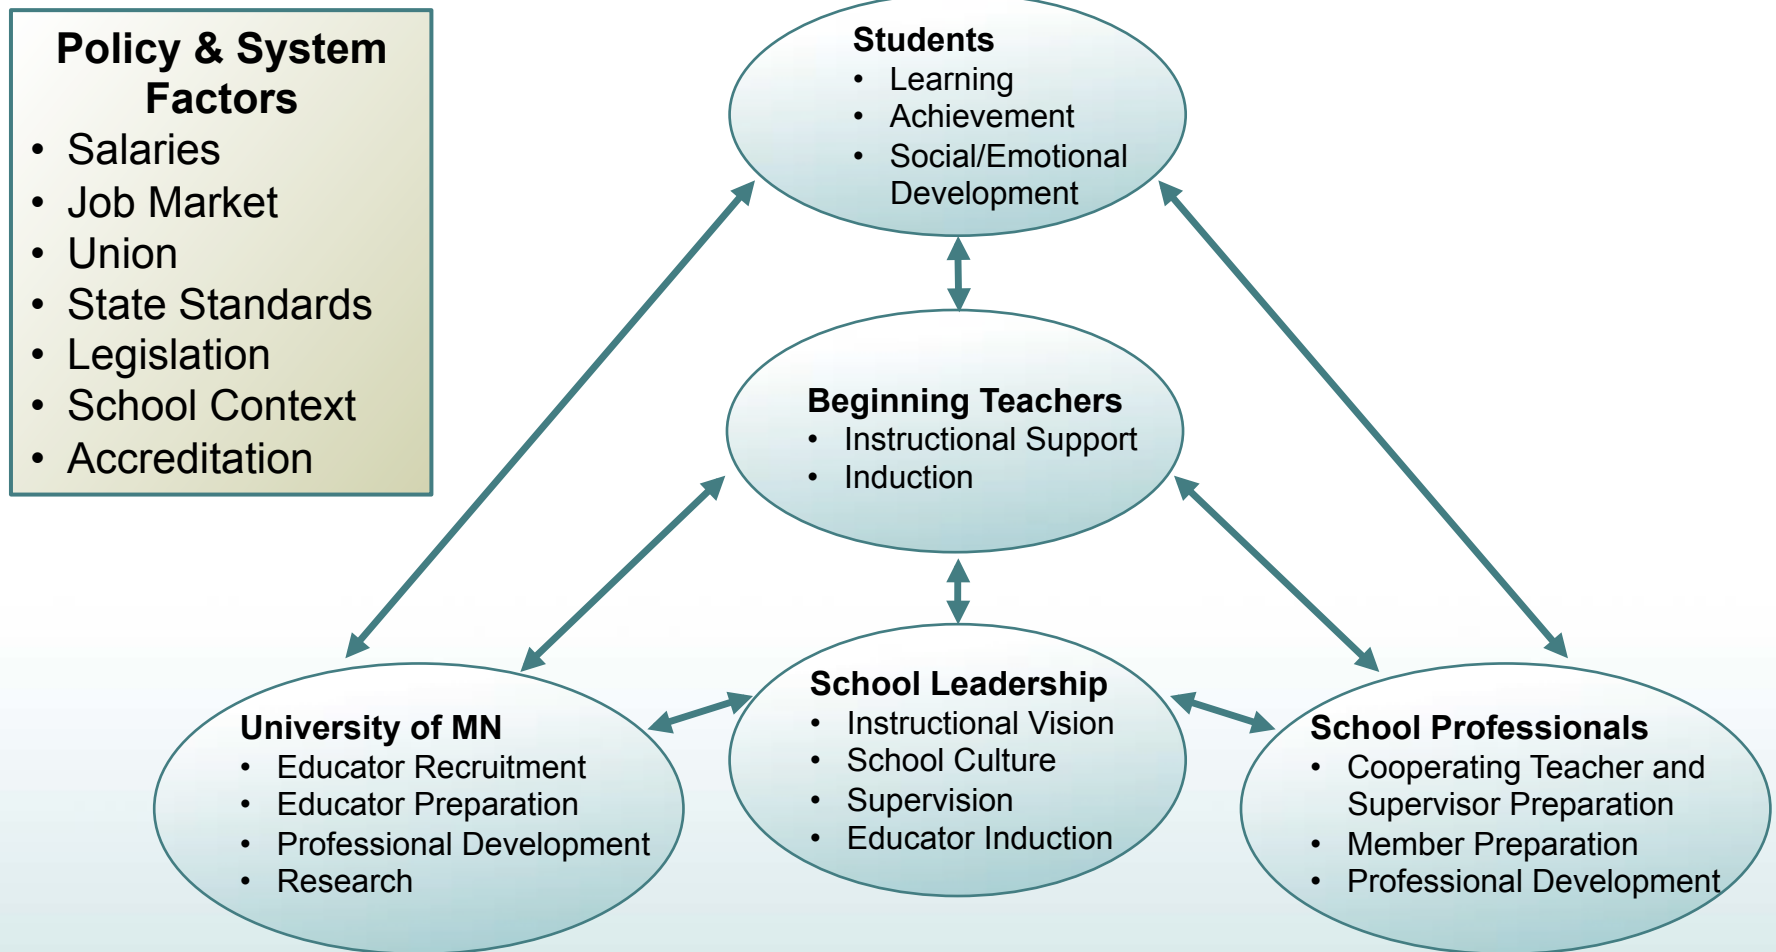 Policy & System
Factors
• Salaries
• Job Market
• Union
• State Standards
• Legislation
• School Context
• Accreditation
Students
• Learning
• Achievement
• Social/Emotional
Development
Beginning Teachers
• Instructional Support
• Induction
University of MN
• Educator Recruitment
• Educator Preparation
• Professional Development
• Research
School Leadership
• Instructional Vision
• School Culture
• Supervision
• Educator Induction
School Professionals
• Cooperating Teacher and
Supervisor Preparation
• Member Preparation
• Professional Development